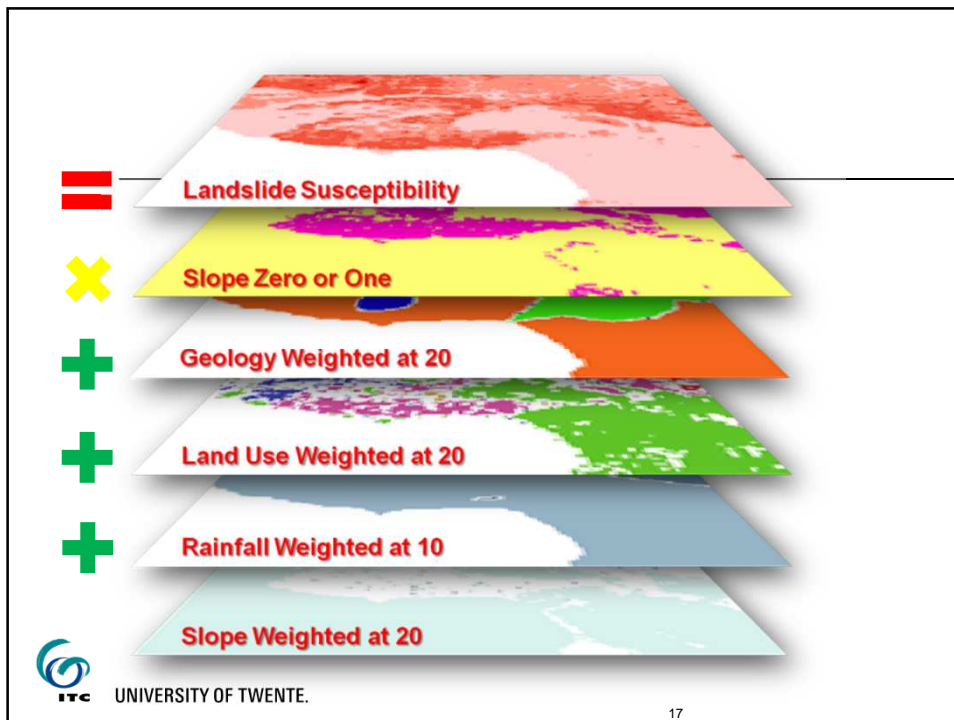 Landslide Susceptibility
Slope Zero or One
Geology Weighted at 20
Land Use Weighted at 20
Rainfall Weighted at 10
Slope Weighted at 20
ITC UNIVERSITY OF TWENTE.
17